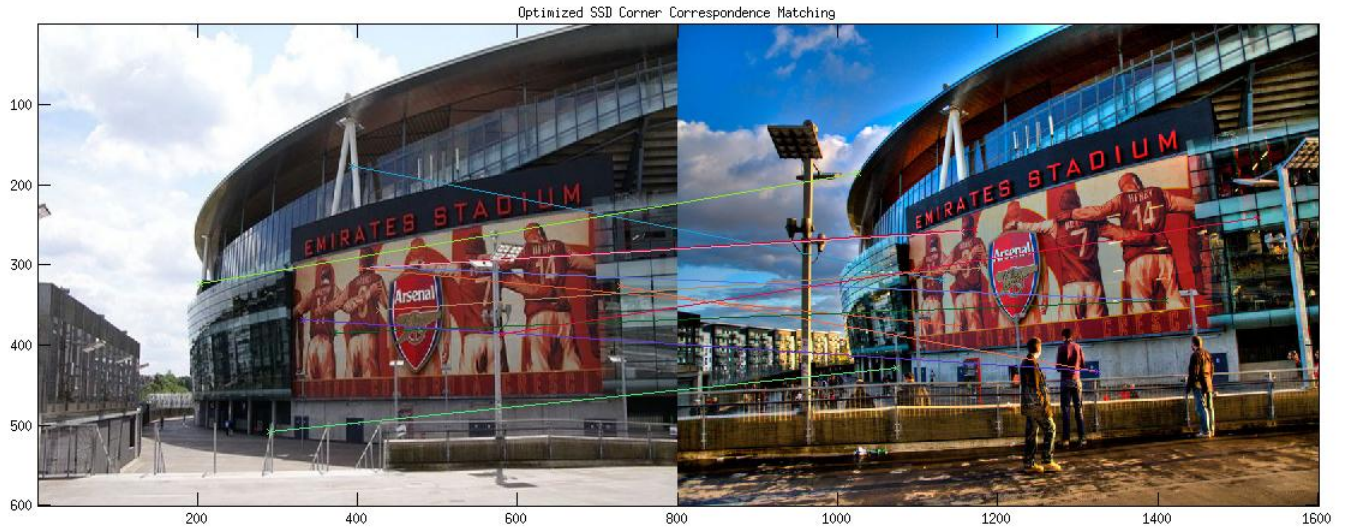 Optimized SSD Corner Correspondence Matching
100
200
300
400
500
600
EMIRATES STADIUM
HENRY
14
Arsenal
EMIRATES STADIUM
HENRY
14
7
Arsenal
200
400
600
800
1000
1200
1400
1600